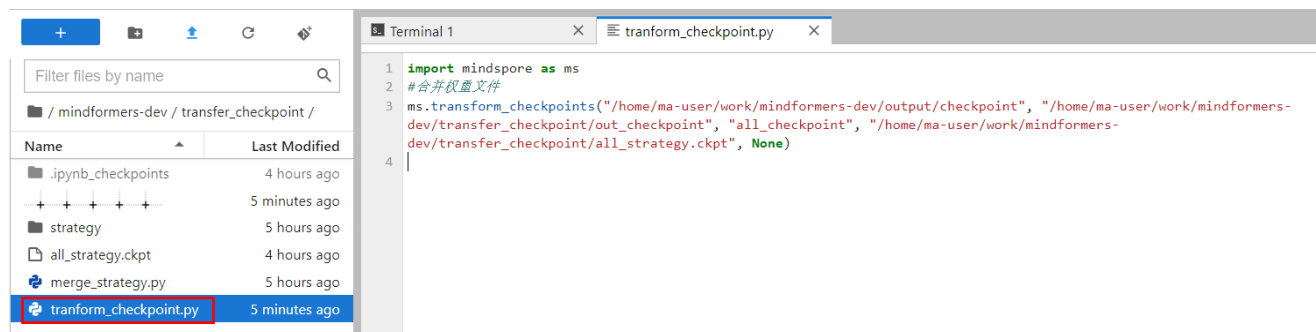 Terminal 1
tranform_checkpoint.py
Filter files by name
/ mindformers-dev / transfer_checkpoint /
Name Last Modified
.ipynb_checkpoints 4 hours ago
5 minutes ago
strategy 5 hours ago
all_strategy.ckpt 4 hours ago
merge_strategy.py 5 hours ago
tranform_checkpoint.py 5 minutes ago
1 import mindspore as ms
2 #合并权重文件
3 ms.transform_checkpoints("/home/ma-user/work/mindformers-dev/output/checkpoint", "/home/ma-user/work/mindformers-
dev/transfer_checkpoint/out_checkpoint", "all_checkpoint", "/home/ma-user/work/mindformers-
dev/transfer_checkpoint/all_strategy.ckpt", None)
4